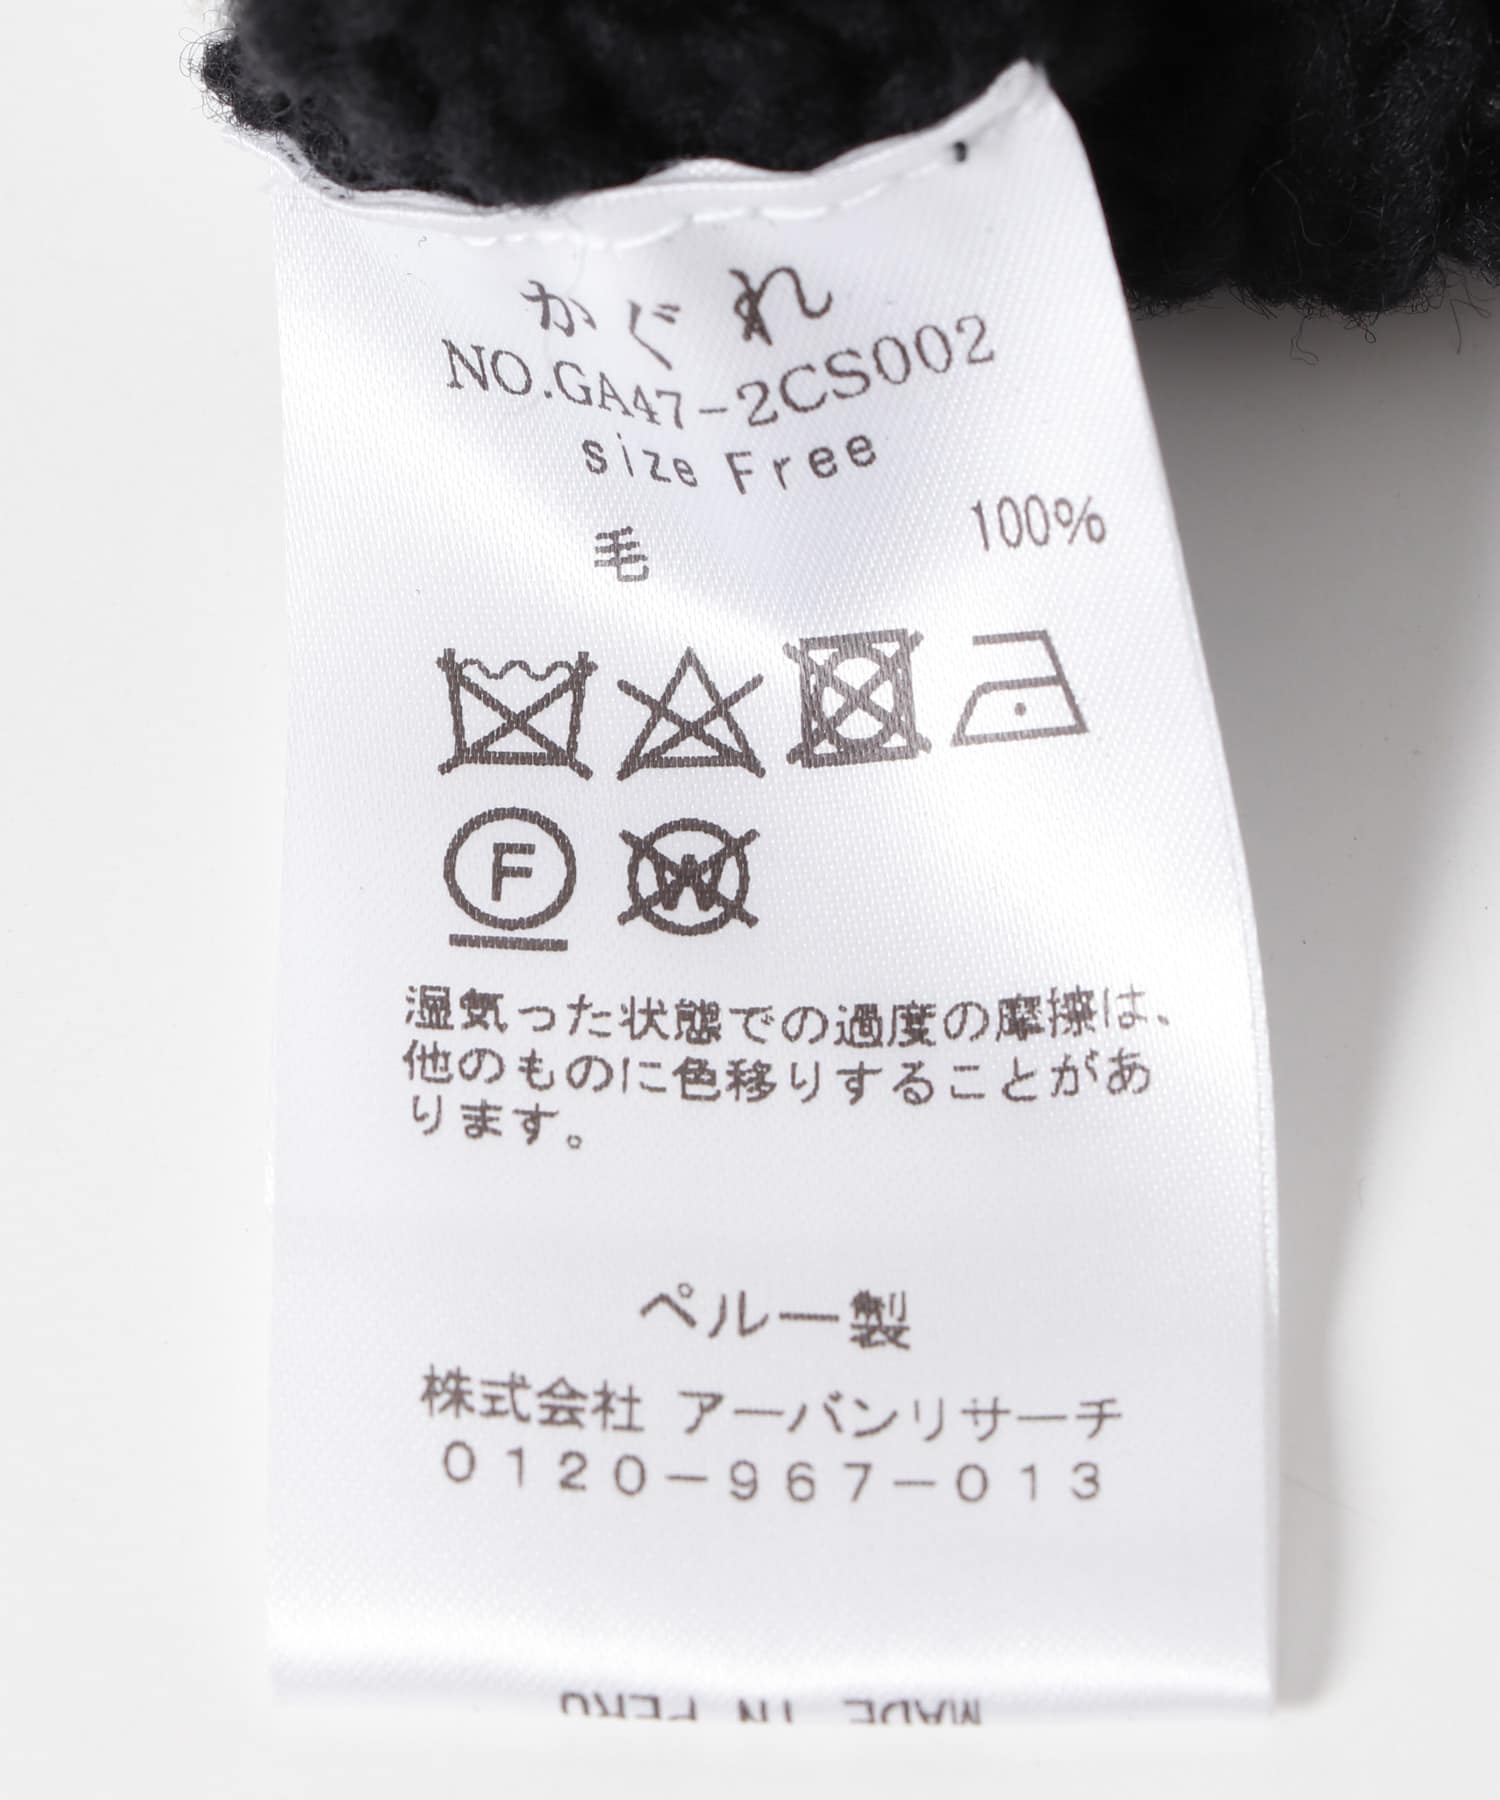 かぐれ
NO.GA47-2CS002
size Free
毛 100%
F W
湿気った状態での過度の摩擦は、
他のものに色移りすることがあ
ります。
ペルー製
株式会社 アーバンリサーチ
0120-967-013
MADE IN PERU